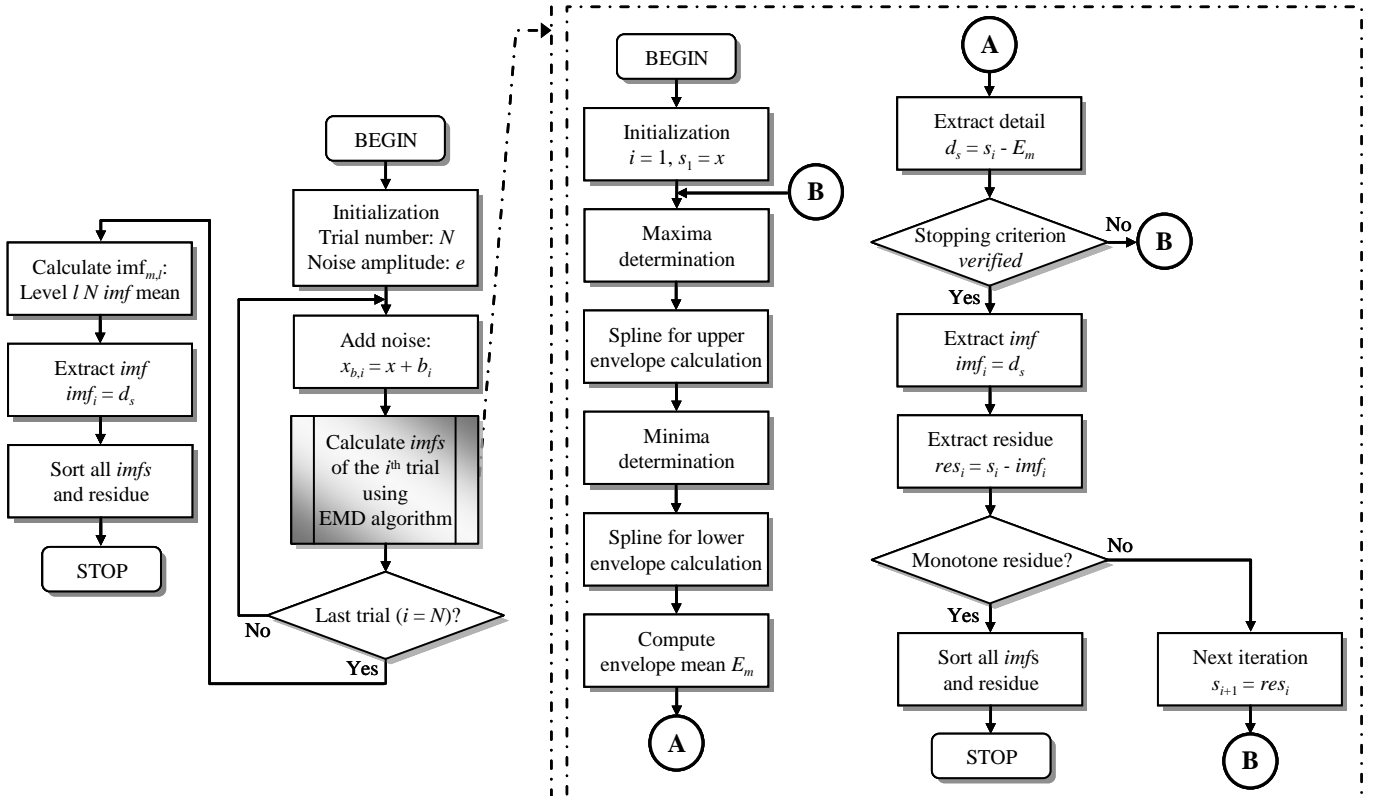 BEGIN
Initialization
Trial number: N
Noise amplitude: e
Add noise:
x_{b,i} = x + b_i
Calculate imfs
of the i^{th} trial
using
EMD algorithm
Last trial (i = N)?
No
Yes
Calculate imf_{m,l}:
Level l N imf mean
Extract imf
imf_i = d_s
Sort all imfs
and residue
STOP
BEGIN
Initialization
i = 1, s_1 = x
B
Maxima
determination
Spline for upper
envelope calculation
Minima
determination
Spline for lower
envelope calculation
Compute
envelope mean E_m
A
A
Extract detail
d_s = s_i - E_m
Stopping criterion
verified
No
B
Yes
Extract imf
imf_i = d_s
Extract residue
res_i = s_i - imf_i
Monotone residue?
No
Yes
Sort all imfs
and residue
STOP
Next iteration
s_{i+1} = res_i
B